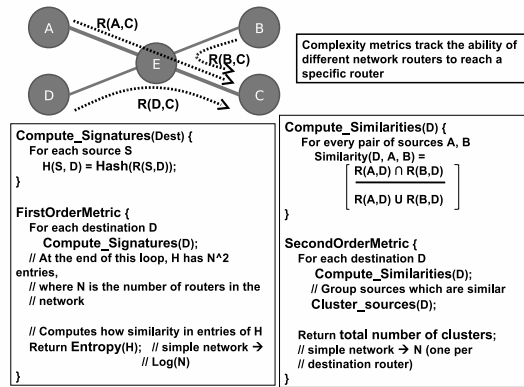 R(A,C)
A
B
R(B,C)
E
D
C
R(D,C)
Complexity metrics track the ability of
different network routers to reach a
specific router
Compute_Signatures(Dest) {
For each source S
H(S, D) = Hash(R(S,D));
}
FirstOrderMetric {
For each destination D
Compute_Signatures(D);
// At the end of this loop, H has N^2
entries,
// where N is the number of routers in the
// network
// Computes how similarity in entries of H
Return Entropy(H); // simple network →
// Log(N)
}
Compute_Similarities(D) {
For every pair of sources A, B
Similarity(D, A, B) =
R(A,D) ∩ R(B,D)
R(A,D) U R(B,D)
}
SecondOrderMetric {
For each destination D
Compute_Similarities(D);
// Group sources which are similar
Cluster_sources(D);
Return total number of clusters;
// simple network → N (one per
// destination router)
}